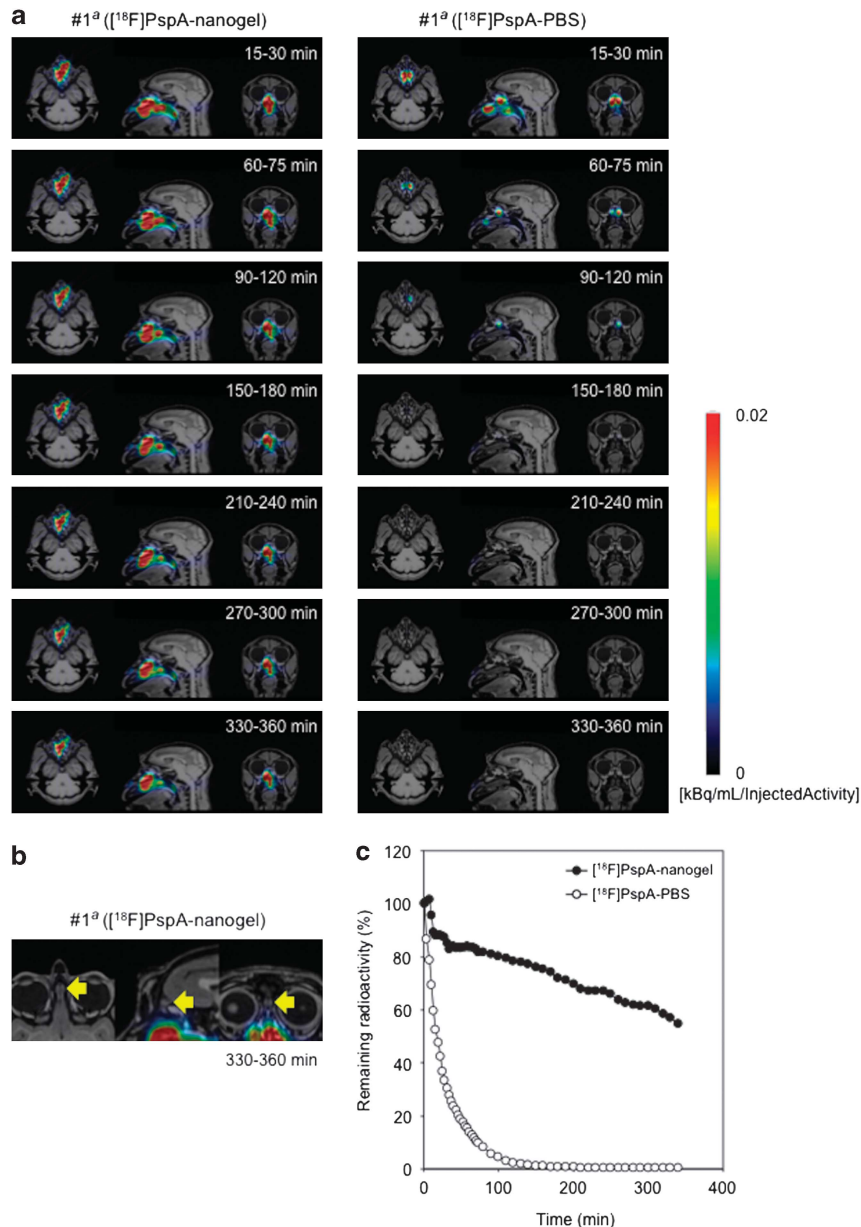 a
#1a ([18F]PspA-nanogel)
#1a ([18F]PspA-PBS)
15-30 min
15-30 min
60-75 min
60-75 min
90-120 min
90-120 min
150-180 min
150-180 min
210-240 min
210-240 min
270-300 min
270-300 min
330-360 min
330-360 min
0.02
0
[kBq/mL/InjectedActivity]
b
#1a ([18F]PspA-nanogel)
330-360 min
c
120
100
80
60
40
20
0
Remaining radioactivity (%)
[18F]PspA-nanogel
[18F]PspA-PBS
0
100
200
300
400
Time (min)